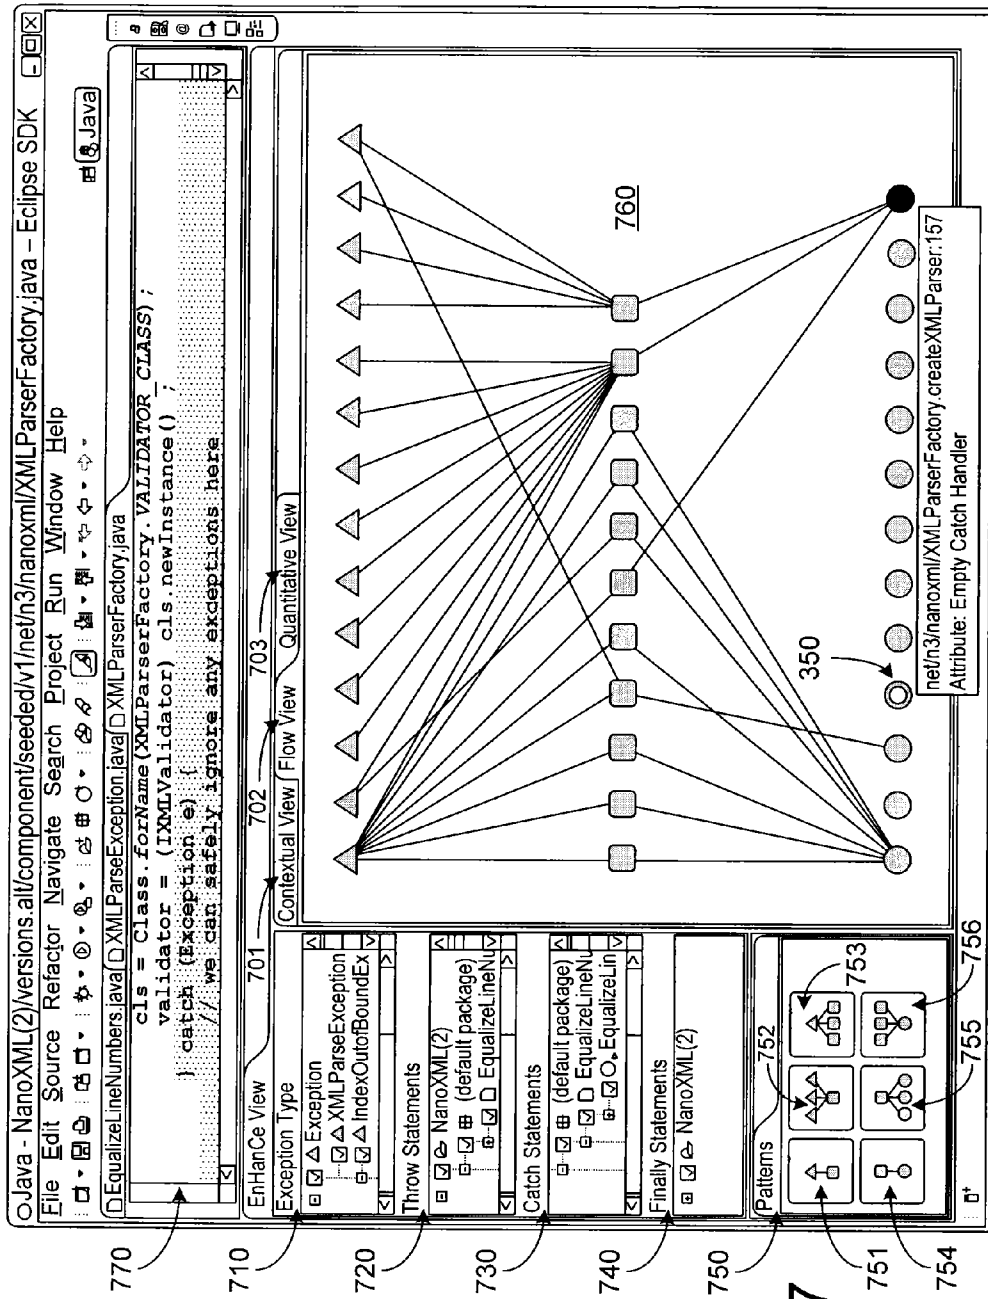 Java - NanoXML(2)/versions.alt/component/seeded/v1/net/n3/nanoxml/XMLParserFactory.java – Eclipse SDK
File Edit Source Refactor Navigate Search Project Run Window Help
Java
EqualizeLineNumbers.java XMLParseException.java XMLParserFactory.java
cls = Class.forName(XMLParserFactory.VALIDATOR_CLASS);
validator = (IXMLValidator) cls.newInstance() ;
} catch (Exception e) {
// we can safely ignore any exceptions here
770
EnHanCe View
701
702
703
710
Exception Type
Exception
XMLParseException
IndexOutofBoundEx
720
Throw Statements
NanoXML(2)
(default package)
EqualizeLineNu
730
Catch Statements
(default package)
EqualizeLineNu
EqualizeLin
740
Finally Statements
NanoXML(2)
750
Patterns
752
753
751
754
755
756
Contextual View Flow View Quantitative View
760
350
net/n3/nanoxml/XMLParserFactory.createXMLParser:157
Attribute: Empty Catch Handler
7